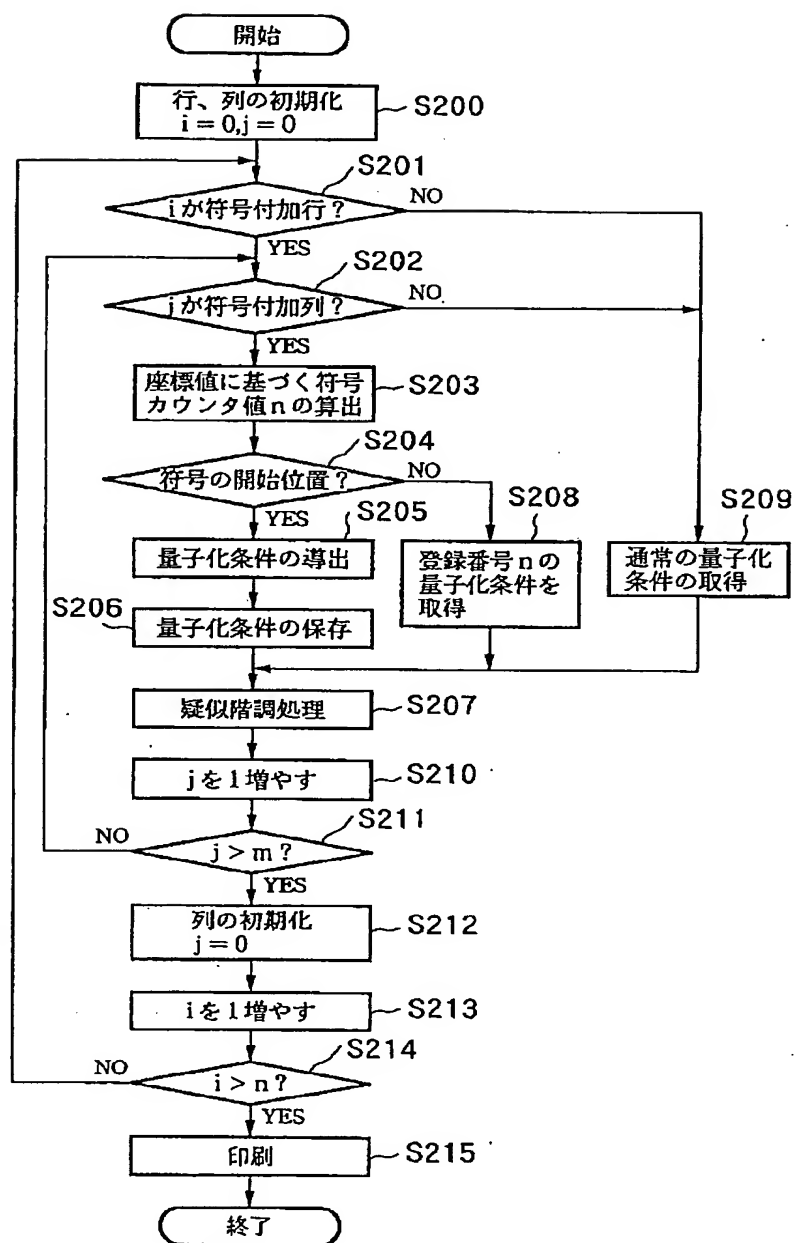 開始
行、列の初期化
i＝0,j＝0
S200
S201
iが符号付加行？
NO
YES
S202
jが符号付加列？
NO
YES
座標値に基づく符号
カウンタ値nの算出
S203
S204
符号の開始位置？
NO
YES
S205
量子化条件の導出
S206
量子化条件の保存
S208
登録番号nの
量子化条件を
取得
S209
通常の量子化
条件の取得
疑似階調処理
S207
jを1増やす
S210
S211
j＞m？
NO
YES
列の初期化
j＝0
S212
iを1増やす
S213
S214
i＞n？
NO
YES
印刷
S215
終了